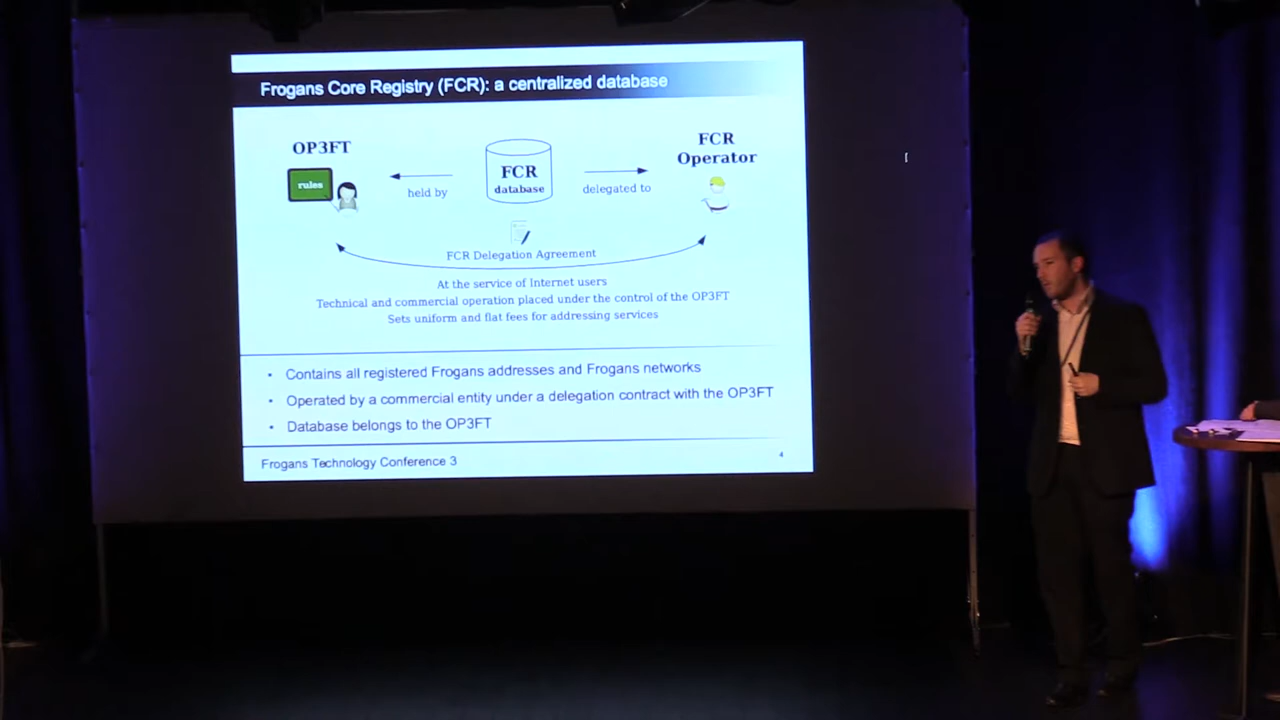 Frogans Core Registry (FCR): a centralized database
OP3FT
rules
held by
FCR
database
delegated to
FCR
Operator
FCR Delegation Agreement
At the service of Internet users
Technical and commercial operation placed under the control of the OP3FT
Sets uniform and flat fees for addressing services
• Contains all registered Frogans addresses and Frogans networks
• Operated by a commercial entity under a delegation contract with the OP3FT
• Database belongs to the OP3FT
Frogans Technology Conference 3
4